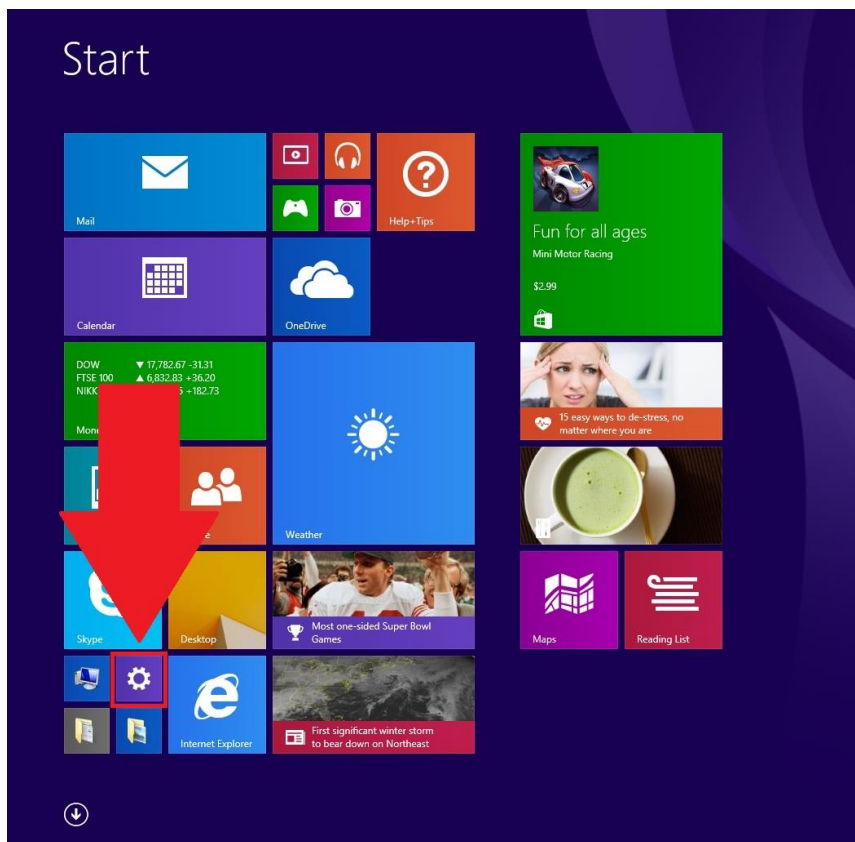 Start
Mail
Help+Tips
Calendar
OneDrive
Fun for all ages
Mini Motor Racing
$2.99
DOW ▼ 17,782.67 -31.31
FTSE 100 ▲ 6,832.83 +36.20
+182.73
Weather
15 easy ways to de-stress, no
matter where you are
Skype
Desktop
Most one-sided Super Bowl
Games
Maps
Reading List
Internet Explorer
First significant winter storm
to bear down on Northeast